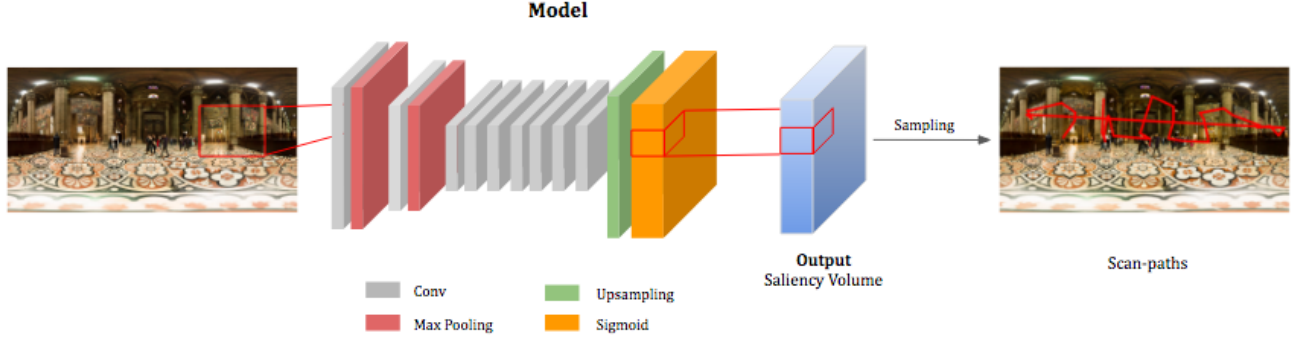 Model
Sampling
Output
Saliency Volume
Scan-paths
Conv
Upsampling
Max Pooling
Sigmoid